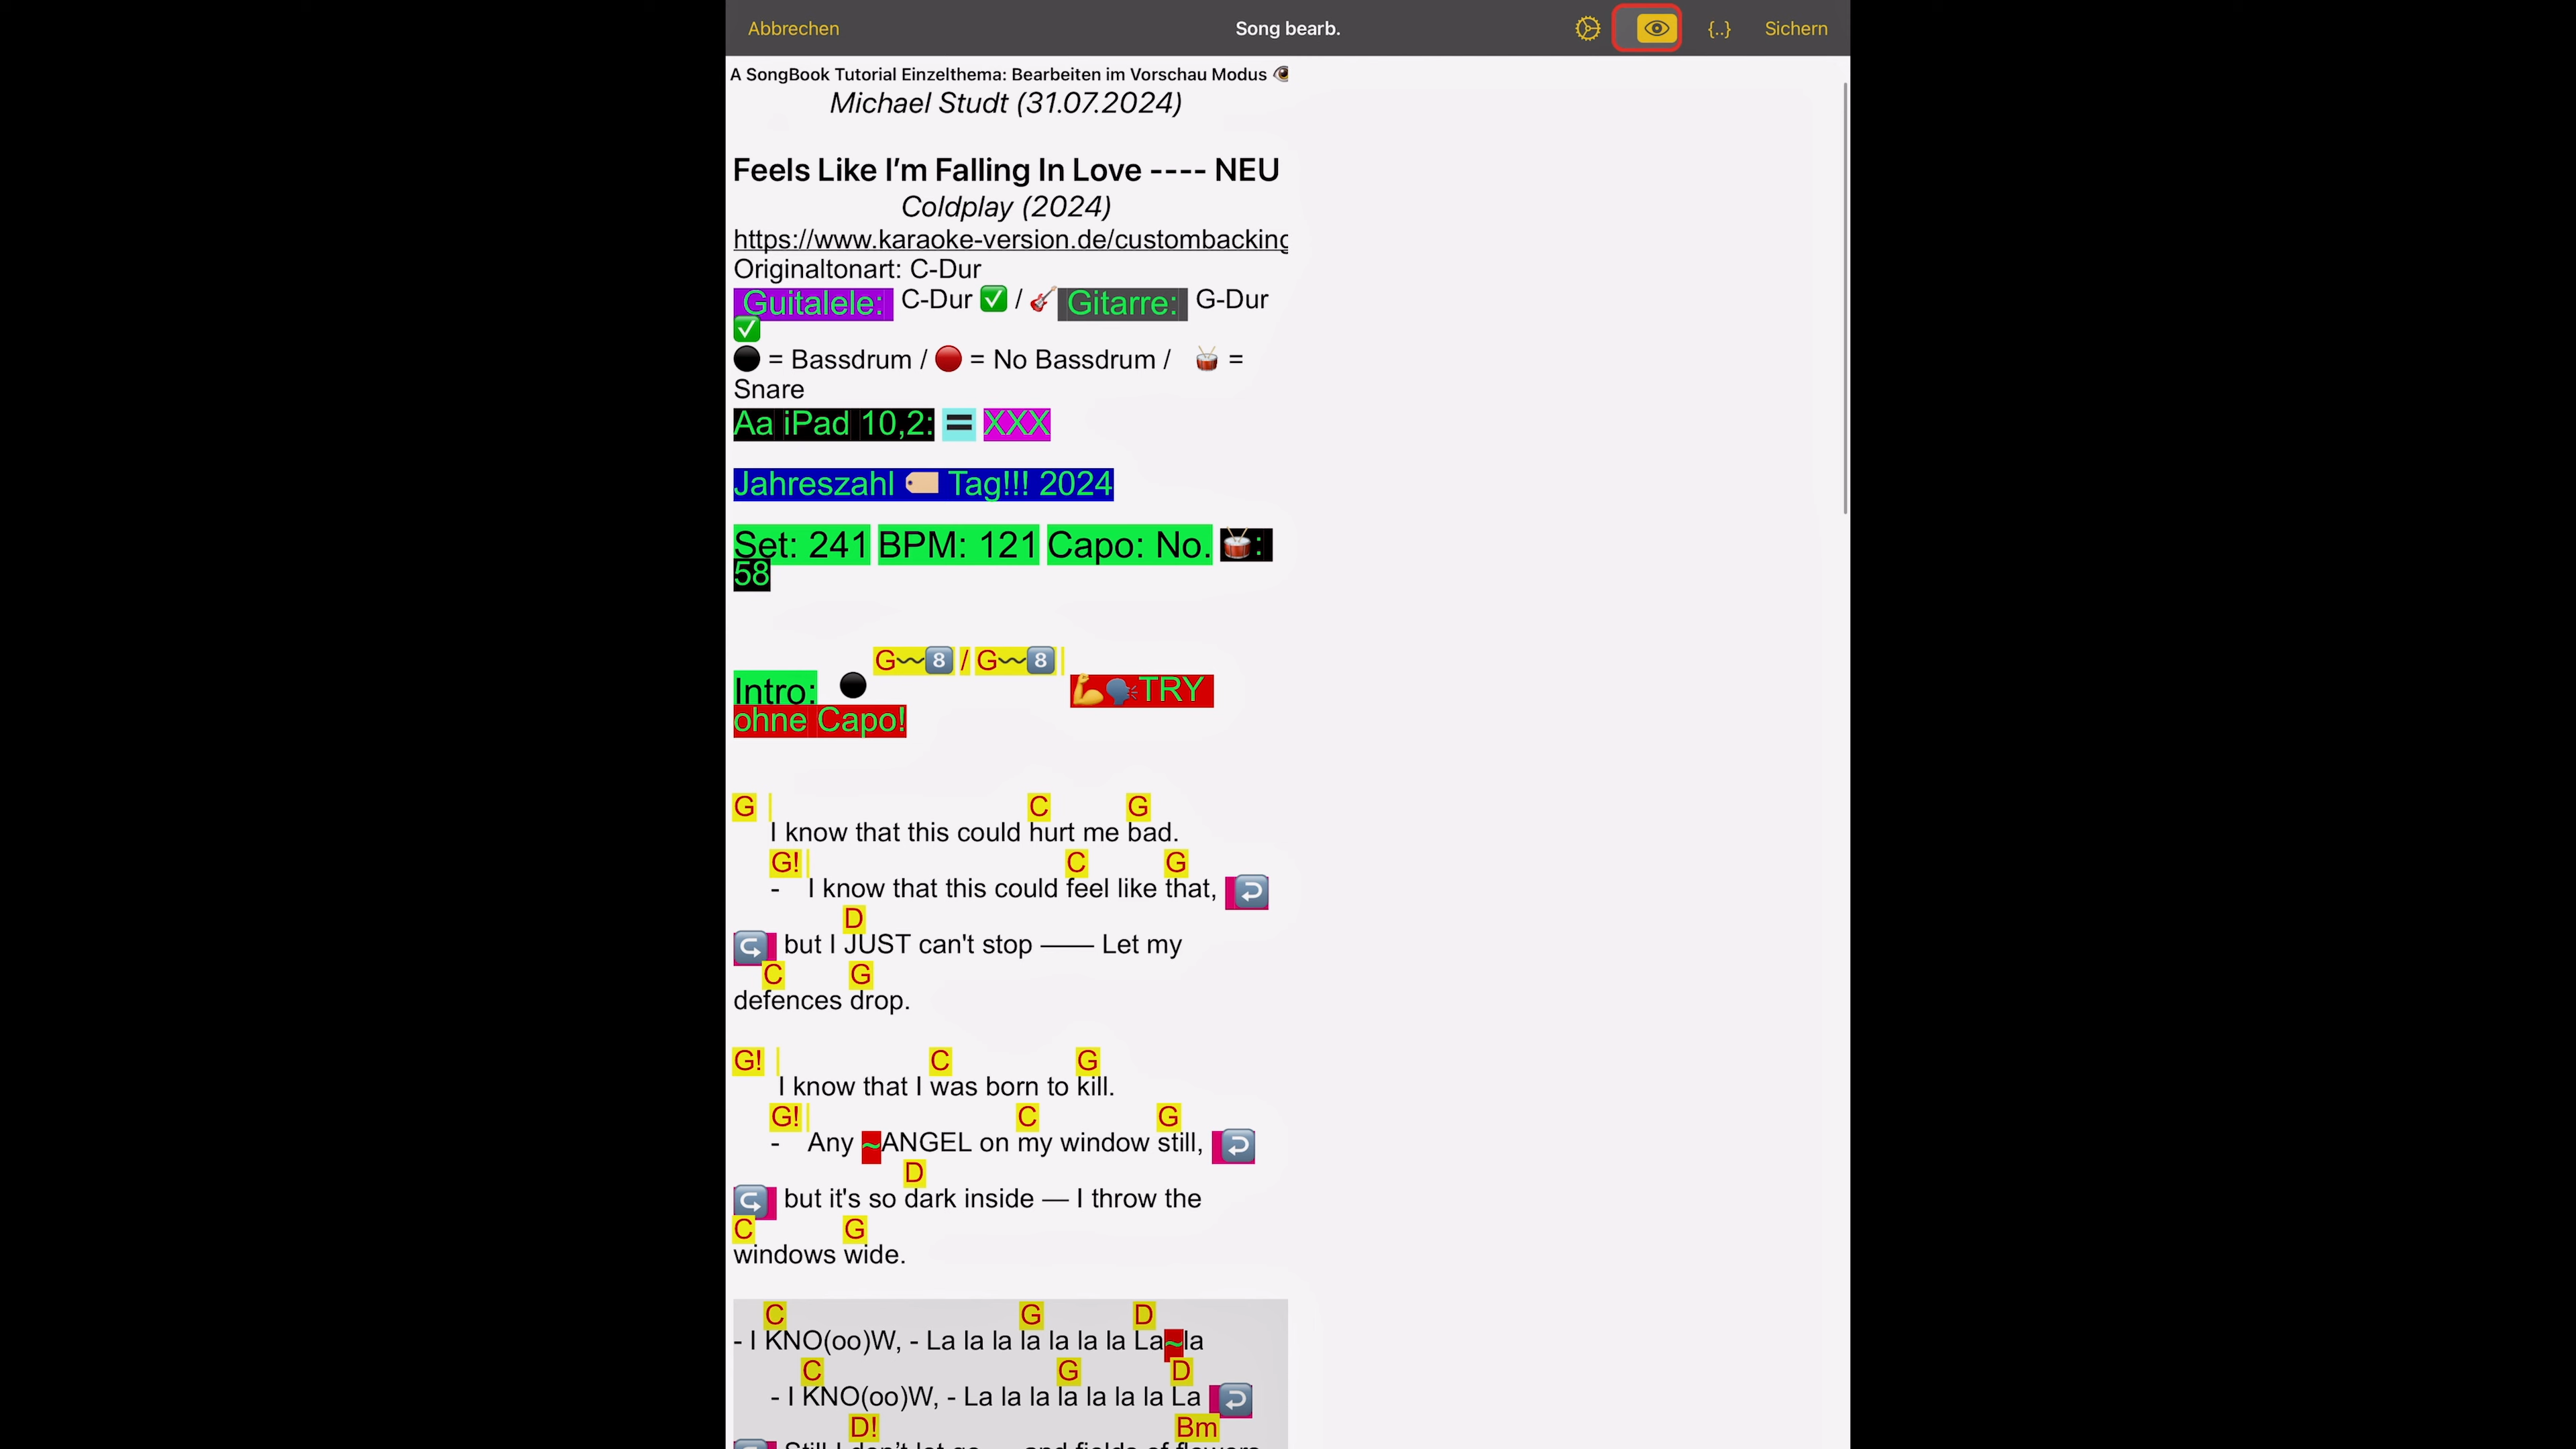 Abbrechen Song bearb. {..} Sichern
A SongBook Tutorial Einzelthema: Bearbeiten im Vorschau Modus 👁
Michael Studt (31.07.2024)
Feels Like I’m Falling In Love ---- NEU
Coldplay (2024)
https://www.karaoke-version.de/custombacking
Originaltonart: C-Dur
Guitalele: C-Dur ✅ / 🎸 Gitarre: G-Dur
✅
⚫ = Bassdrum / 🔴 = No Bassdrum / 🥁 =
Snare
Aa iPad 10,2: = XXX
Jahreszahl 🏷 Tag!!! 2024
Set: 241 BPM: 121 Capo: No. 🥁:
58
G〰8️⃣ / G〰8️⃣ |
Intro: ⚫ 💪🗣TRY
ohne Capo!
G | C G
I know that this could hurt me bad.
G! | C G
- I know that this could feel like that, ↩
D
↪ but I JUST can't stop —— Let my
C G
defences drop.
G! | C G
I know that I was born to kill.
G! | C G
- Any ~ANGEL on my window still, ↩
D
↪ but it's so dark inside — I throw the
C G
windows wide.
C G D
- I KNO(oo)W, - La la la la la la la La~la
C G D
- I KNO(oo)W, - La la la la la la la La ↩
D! Bm